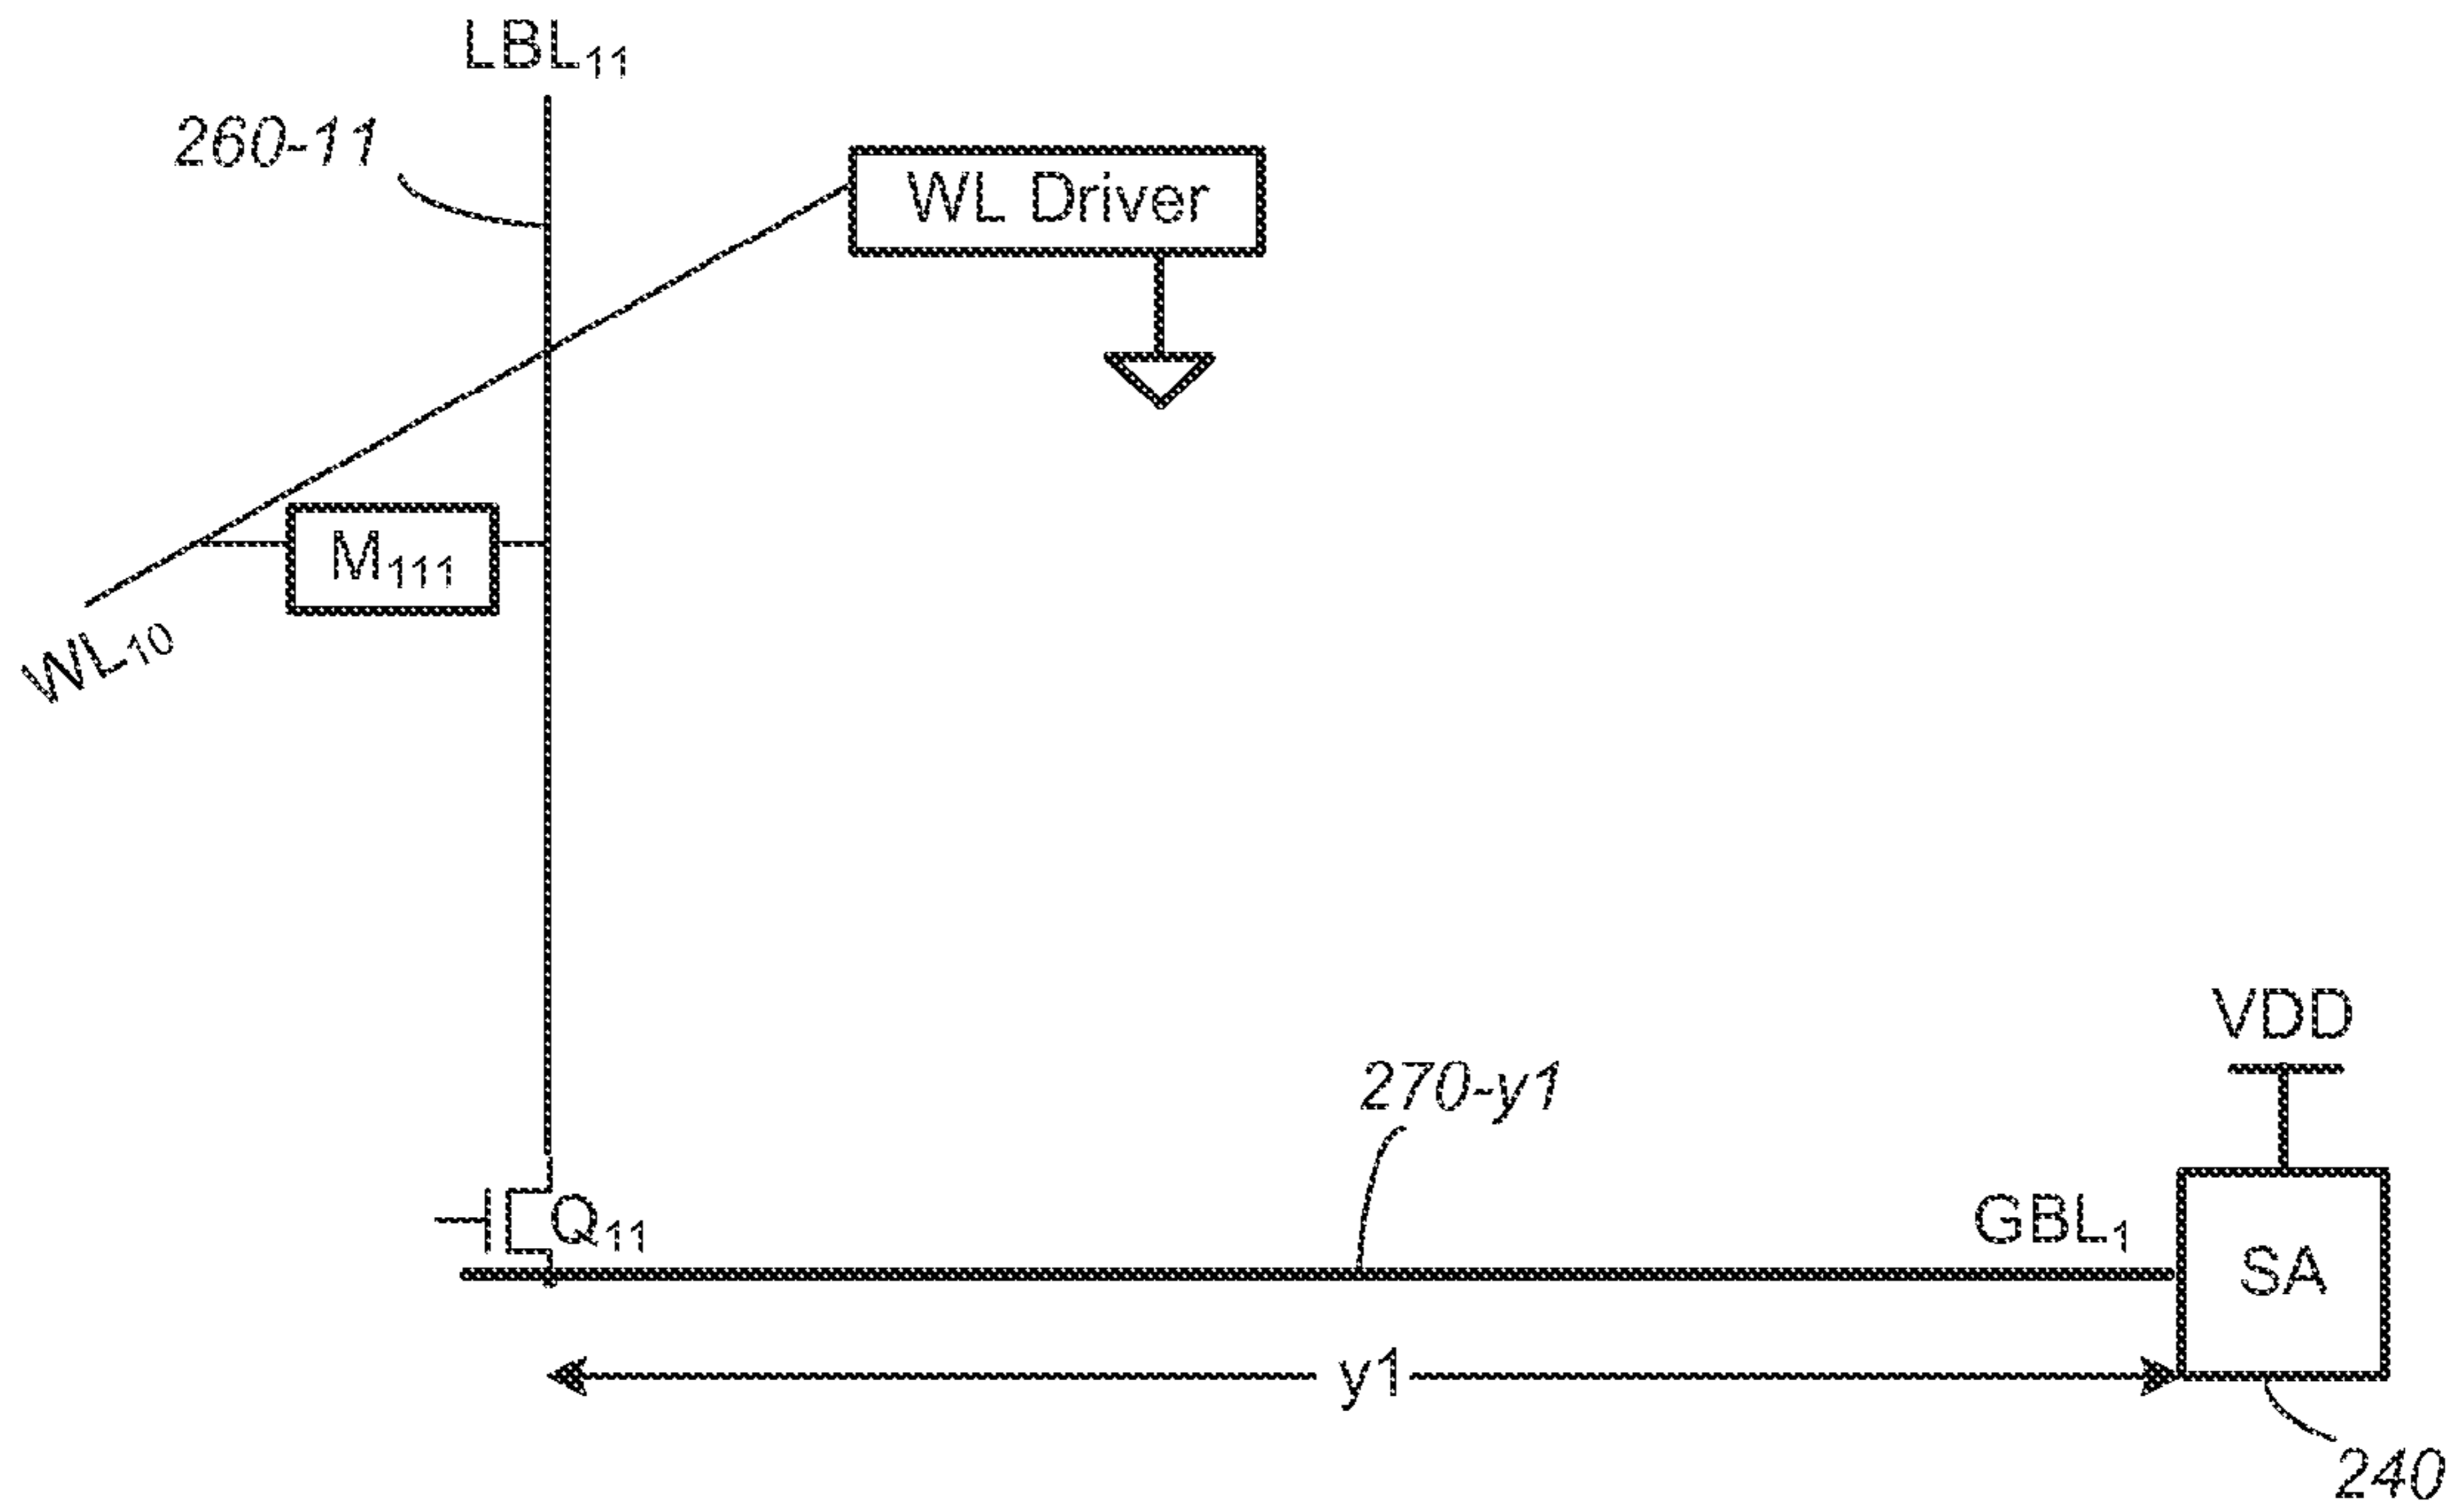 LBL₁₁
260-11
WL Driver
M₁₁₁
WL₁₀
VDD
270-y1
Q₁₁
GBL₁
SA
y1
240